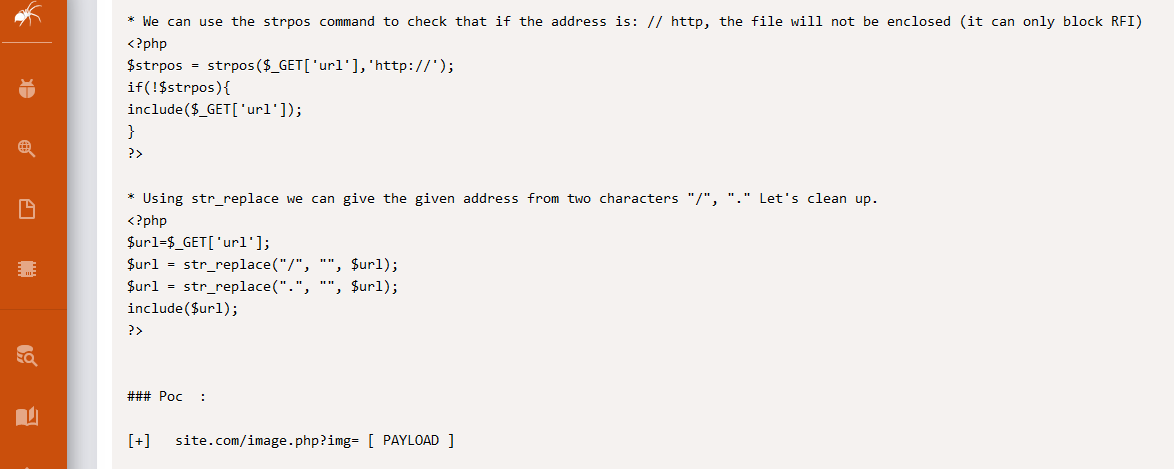 * We can use the strpos command to check that if the address is: // http, the file will not be enclosed (it can only block RFI)
<?php
$strpos = strpos($_GET['url'],'http://');
if(!$strpos){
include($_GET['url']);
}
?>
* Using str_replace we can give the given address from two characters "/", "." Let's clean up.
<?php
$url=$_GET['url'];
$url = str_replace("/", "", $url);
$url = str_replace(".", "", $url);
include($url);
?>
### Poc  :
[+]   site.com/image.php?img= [ PAYLOAD ]